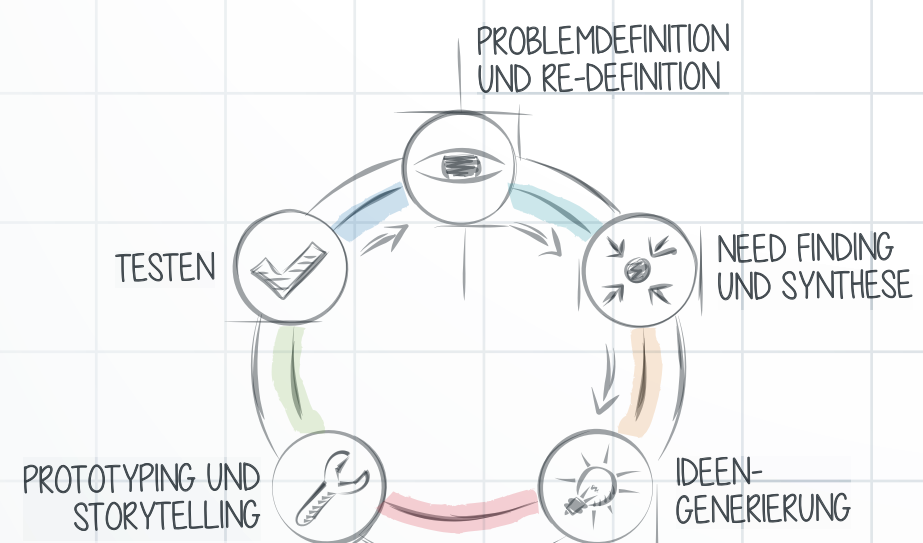 PROBLEMDEFINITION
UND RE-DEFINITION
TESTEN
NEED FINDING
UND SYNTHESE
PROTOTYPING UND
STORYTELLING
IDEEN-
GENERIERUNG